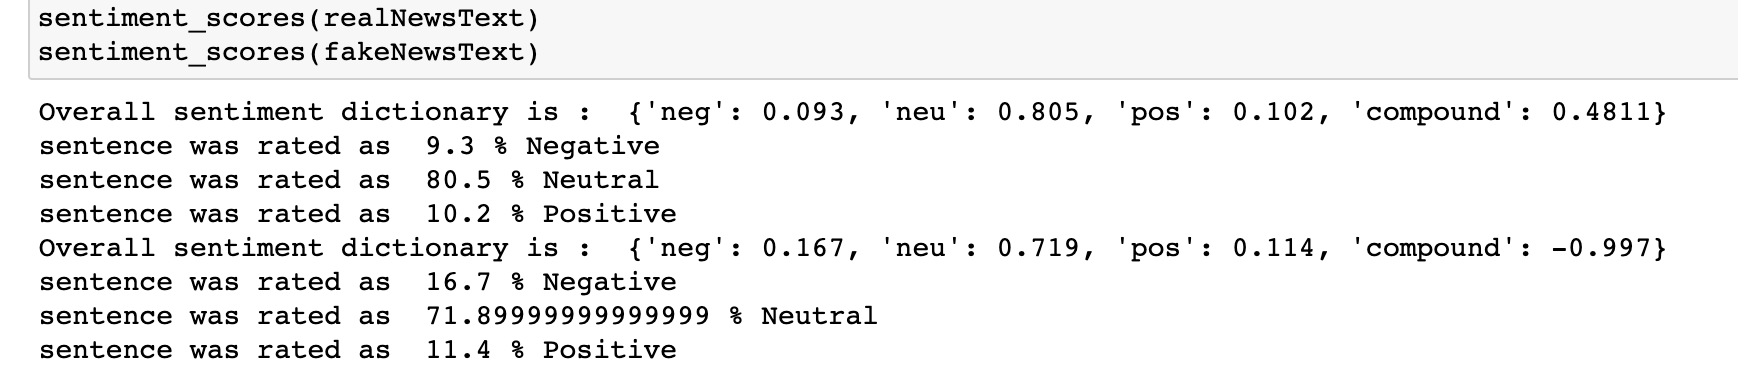 sentiment_scores(realNewsText)
sentiment_scores(fakeNewsText)
Overall sentiment dictionary is :  {'neg': 0.093, 'neu': 0.805, 'pos': 0.102, 'compound': 0.4811}
sentence was rated as  9.3 % Negative
sentence was rated as  80.5 % Neutral
sentence was rated as  10.2 % Positive
Overall sentiment dictionary is :  {'neg': 0.167, 'neu': 0.719, 'pos': 0.114, 'compound': -0.997}
sentence was rated as  16.7 % Negative
sentence was rated as  71.89999999999999 % Neutral
sentence was rated as  11.4 % Positive